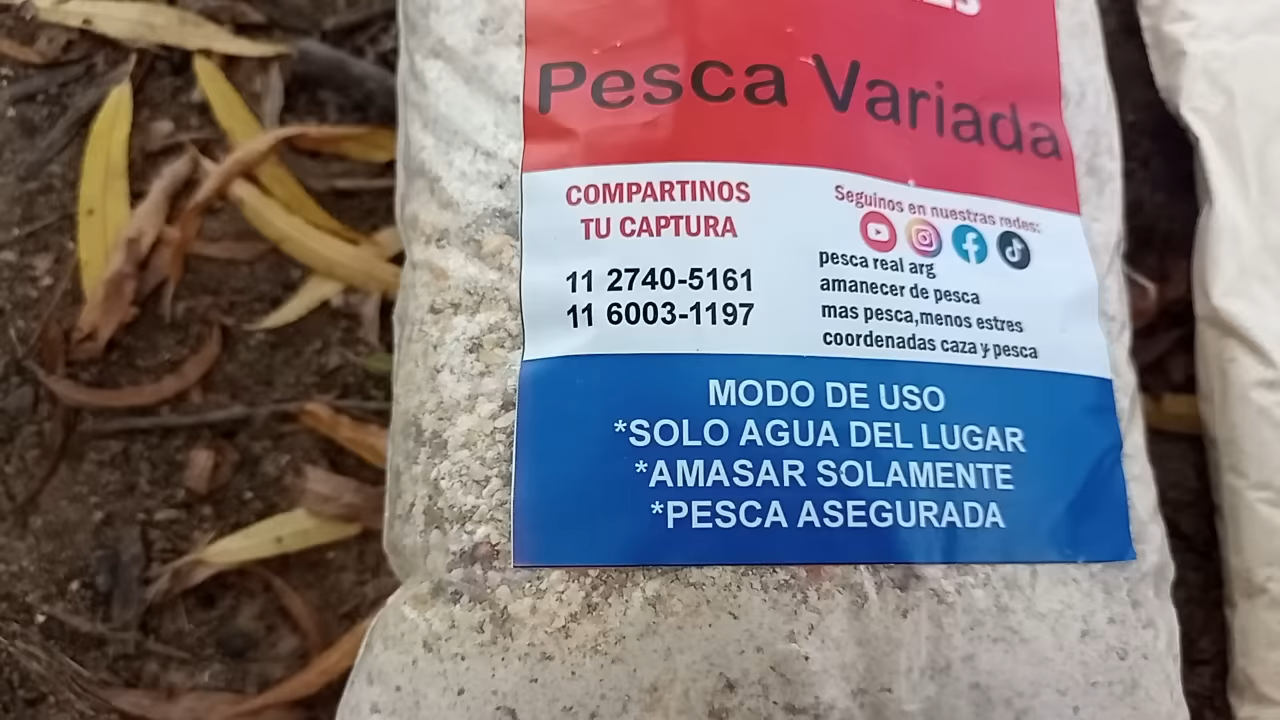 Pesca Variada
COMPARTINOS
TU CAPTURA
11 2740-5161
11 6003-1197
Seguinos en nuestras redes:
pesca real arg
amanecer de pesca
mas pesca,menos estres
coordenadas caza y pesca
MODO DE USO
*SOLO AGUA DEL LUGAR
*AMASAR SOLAMENTE
*PESCA ASEGURADA